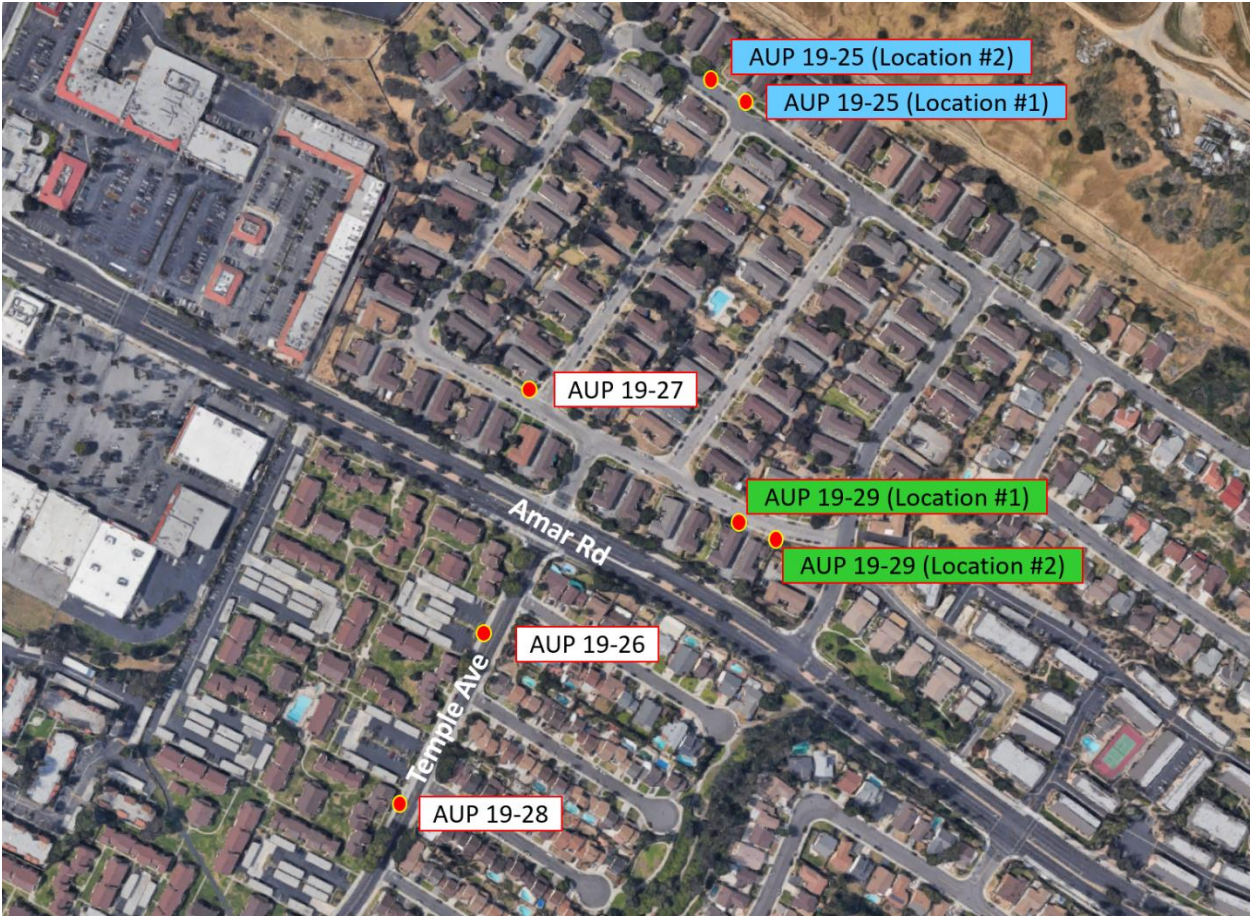 AUP 19-25 (Location #2)
AUP 19-25 (Location #1)
AUP 19-27
AUP 19-29 (Location #1)
Amar Rd
AUP 19-29 (Location #2)
AUP 19-26
Temple Ave
AUP 19-28